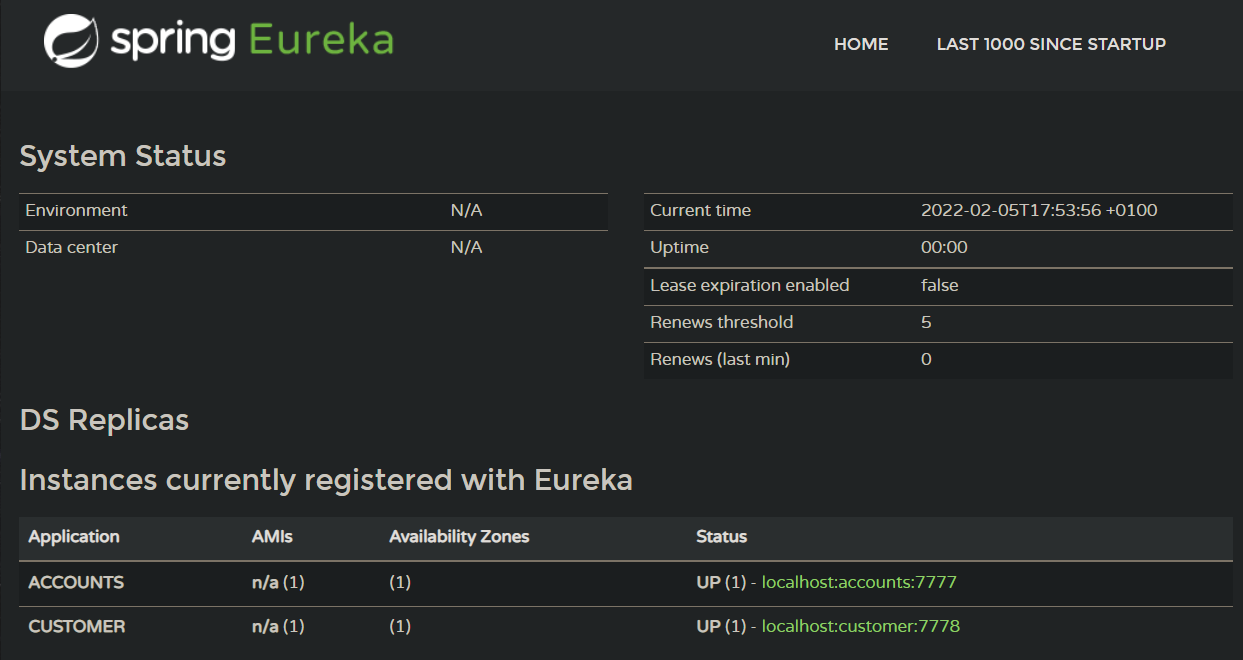 spring Eureka
HOME LAST 1000 SINCE STARTUP
System Status
Environment N/A
Data center N/A
Current time 2022-02-05T17:53:56 +0100
Uptime 00:00
Lease expiration enabled false
Renews threshold 5
Renews (last min) 0
DS Replicas
Instances currently registered with Eureka
Application AMIs Availability Zones Status
ACCOUNTS n/a (1) (1) UP (1) - localhost:accounts:7777
CUSTOMER n/a (1) (1) UP (1) - localhost:customer:7778